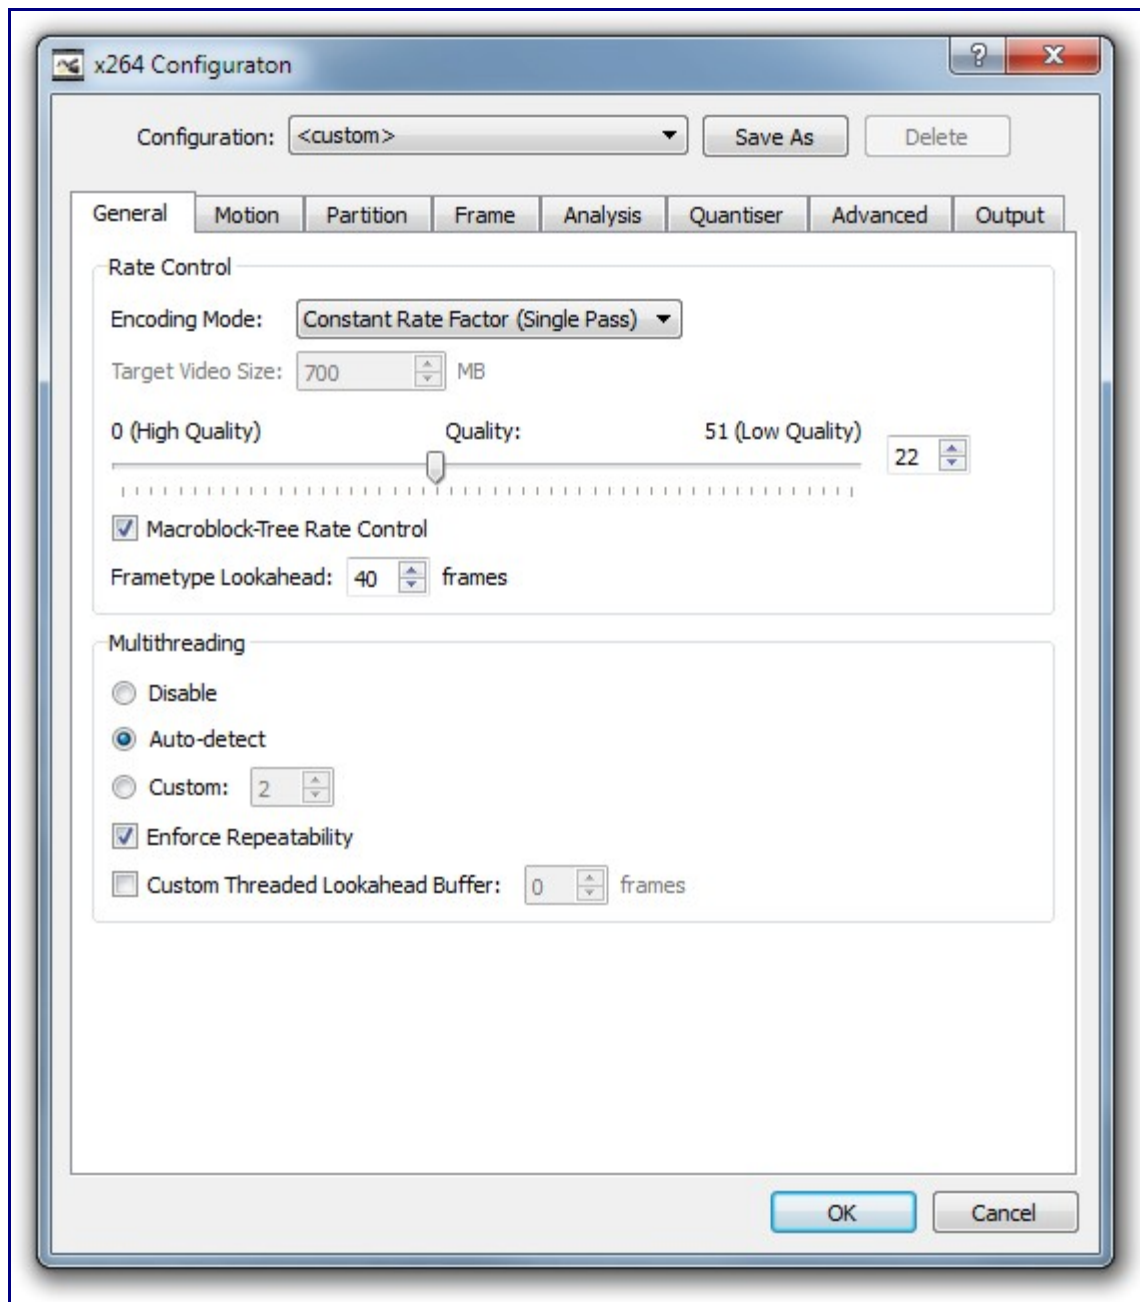 x264 Configuraton
Configuration: <custom> Save As Delete
General Motion Partition Frame Analysis Quantiser Advanced Output
Rate Control
Encoding Mode: Constant Rate Factor (Single Pass)
Target Video Size: 700 MB
0 (High Quality) Quality: 51 (Low Quality) 22
Macroblock-Tree Rate Control
Frametype Lookahead: 40 frames
Multithreading
Disable
Auto-detect
Custom: 2
Enforce Repeatability
Custom Threaded Lookahead Buffer: 0 frames
OK Cancel